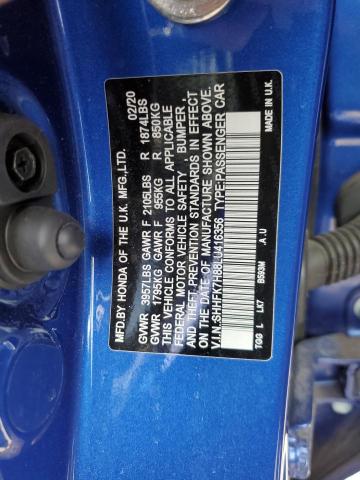 MFD.BY HONDA OF THE U.K. MFG.,LTD. 02/20
GVWR 3957LBS GAWR F 2105LBS R 1874LBS
GVWR 1795KG GAWR F 955KG R 850KG
THIS VEHICLE CONFORMS TO ALL APPLICABLE
FEDERAL MOTOR VEHICLE SAFETY, BUMPER,
AND THEFT PREVENTION STANDARDS IN EFFECT
ON THE DATE OF MANUFACTURE SHOWN ABOVE.
V.I.N.:SHHFK7H88LU416356 TYPE:PASSENGER CAR
TGG L LK7 B593M .A.U MADE IN U.K.